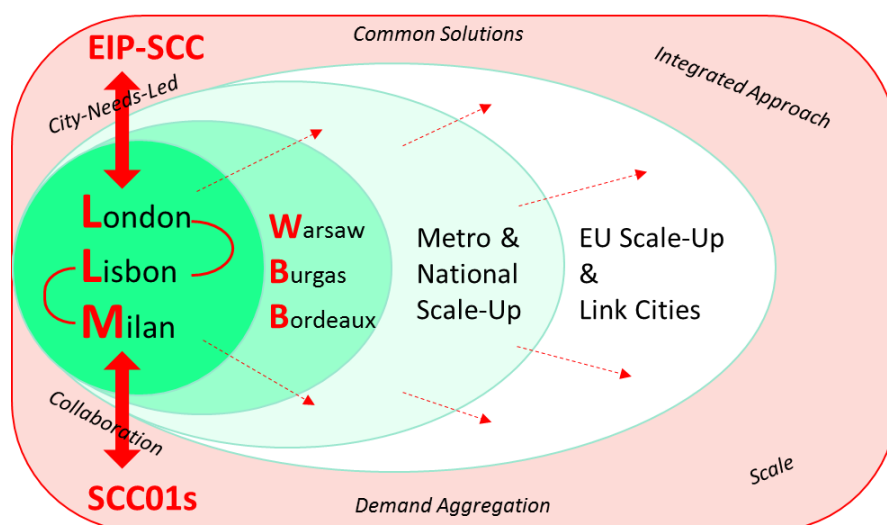 Common Solutions
EIP-SCC
Integrated Approach
City-Needs-Led
London
Lisbon
Milan
Warsaw
Burgas
Bordeaux
Metro &
National
Scale-Up
EU Scale-Up
&
Link Cities
Collaboration
Scale
SCC01s
Demand Aggregation